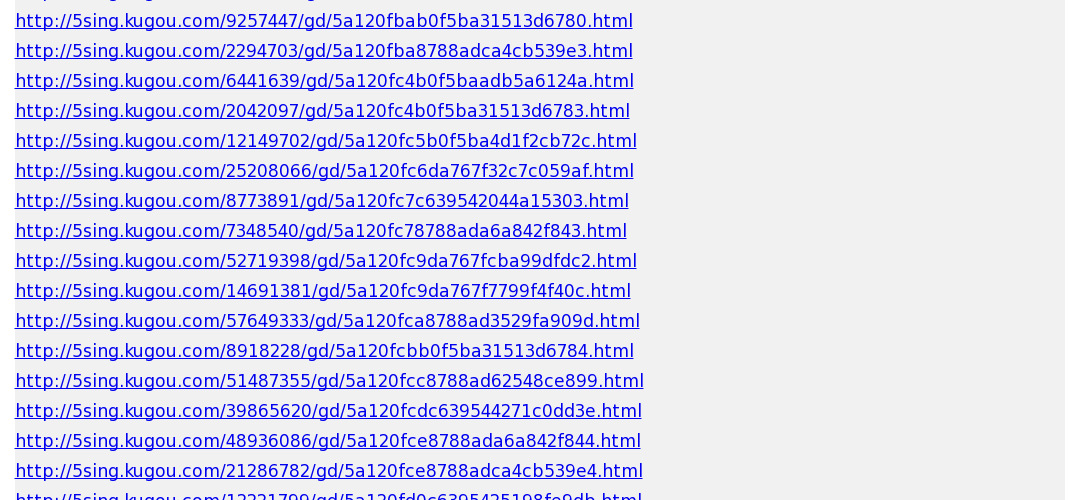 http://5sing.kugou.com/9257447/gd/5a120fbab0f5ba31513d6780.html
http://5sing.kugou.com/2294703/gd/5a120fba8788adca4cb539e3.html
http://5sing.kugou.com/6441639/gd/5a120fc4b0f5baadb5a6124a.html
http://5sing.kugou.com/2042097/gd/5a120fc4b0f5ba31513d6783.html
http://5sing.kugou.com/12149702/gd/5a120fc5b0f5ba4d1f2cb72c.html
http://5sing.kugou.com/25208066/gd/5a120fc6da767f32c7c059af.html
http://5sing.kugou.com/8773891/gd/5a120fc7c639542044a15303.html
http://5sing.kugou.com/7348540/gd/5a120fc78788ada6a842f843.html
http://5sing.kugou.com/52719398/gd/5a120fc9da767fcba99dfdc2.html
http://5sing.kugou.com/14691381/gd/5a120fc9da767f7799f4f40c.html
http://5sing.kugou.com/57649333/gd/5a120fca8788ad3529fa909d.html
http://5sing.kugou.com/8918228/gd/5a120fcbb0f5ba31513d6784.html
http://5sing.kugou.com/51487355/gd/5a120fcc8788ad62548ce899.html
http://5sing.kugou.com/39865620/gd/5a120fcdc639544271c0dd3e.html
http://5sing.kugou.com/48936086/gd/5a120fce8788ada6a842f844.html
http://5sing.kugou.com/21286782/gd/5a120fce8788adca4cb539e4.html